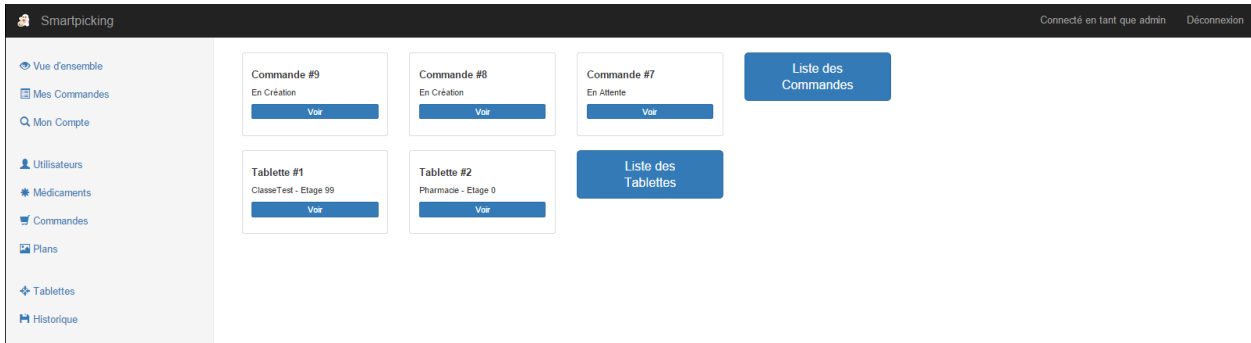 Smartpicking
Connecté en tant que admin
Déconnexion
Vue d'ensemble
Mes Commandes
Mon Compte
Utilisateurs
Médicaments
Commandes
Plans
Tablettes
Historique
Commande #9
En Création
Voir
Commande #8
En Création
Voir
Commande #7
En Attente
Voir
Liste des
Commandes
Tablette #1
ClasseTest - Etage 99
Voir
Tablette #2
Pharmacie - Etage 0
Voir
Liste des
Tablettes